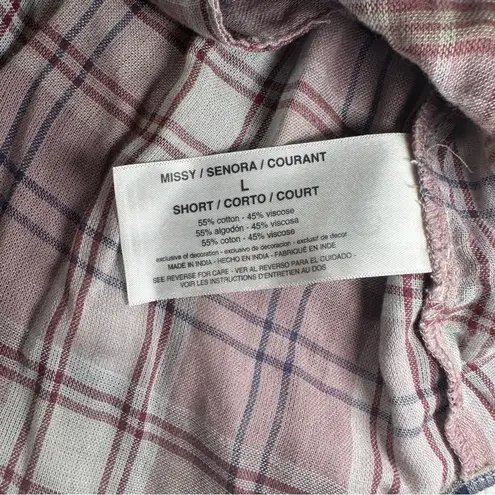 MISSY / SENORA / COURANT
L
SHORT / CORTO / COURT
55% cotton - 45% viscose
55% algodón - 45% viscosa
55% coton - 45% viscose
exclusive of decoration - exclusivo de decoracion - exclusif de decor
MADE IN INDIA - HECHO EN INDIA - FABRIQUÉ EN INDE
SEE REVERSE FOR CARE - VER AL REVERSO PARA EL CUIDADO -
VOIR LES INSTRUCTIONS D'ENTRETIEN AU DOS